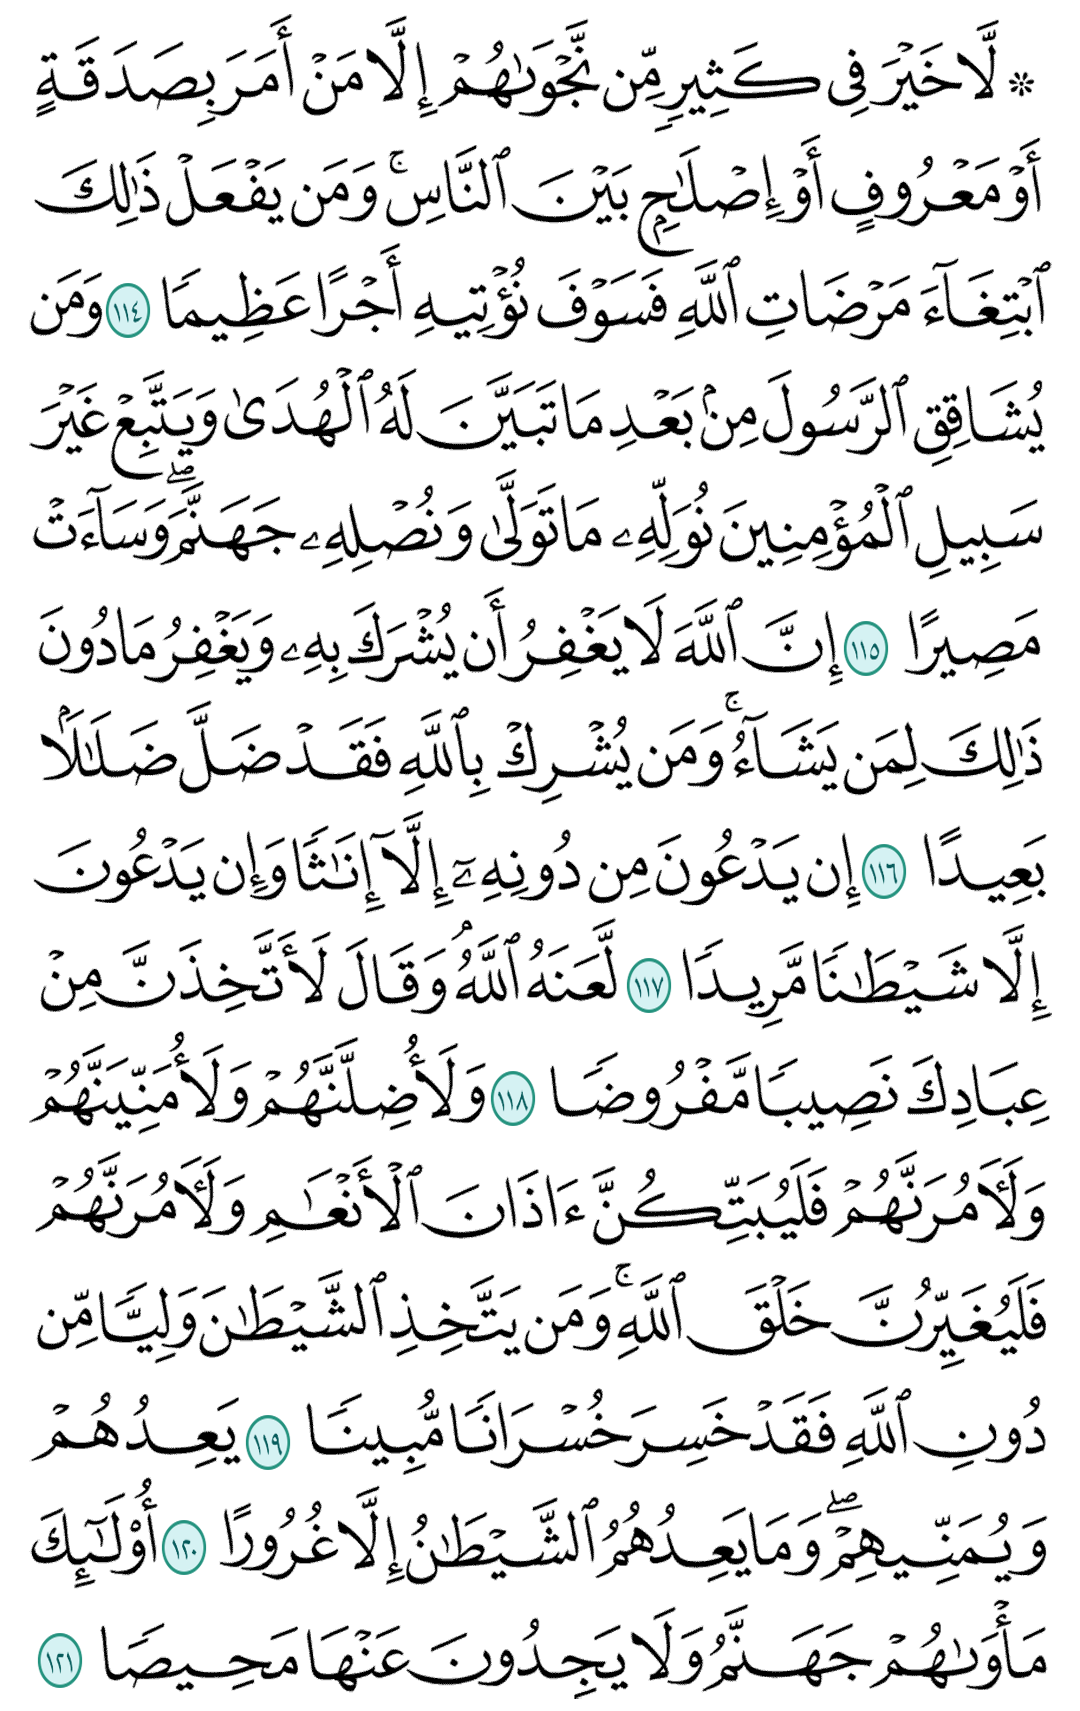 ۞ لَّا خَيْرَ فِى كَثِيرٍ مِّن نَّجْوَىٰهُمْ إِلَّا مَنْ أَمَرَ بِصَدَقَةٍ
أَوْ مَعْرُوفٍ أَوْ إِصْلَـٰحٍۭ بَيْنَ ٱلنَّاسِ ۚ وَمَن يَفْعَلْ ذَٰلِكَ
ٱبْتِغَآءَ مَرْضَاتِ ٱللَّهِ فَسَوْفَ نُؤْتِيهِ أَجْرًا عَظِيمًا ١١٤ وَمَن
يُشَاقِقِ ٱلرَّسُولَ مِنۢ بَعْدِ مَا تَبَيَّنَ لَهُ ٱلْهُدَىٰ وَيَتَّبِعْ غَيْرَ
سَبِيلِ ٱلْمُؤْمِنِينَ نُوَلِّهِۦ مَا تَوَلَّىٰ وَنُصْلِهِۦ جَهَنَّمَ ۖ وَسَآءَتْ
مَصِيرًا ١١٥ إِنَّ ٱللَّهَ لَا يَغْفِرُ أَن يُشْرَكَ بِهِۦ وَيَغْفِرُ مَا دُونَ
ذَٰلِكَ لِمَن يَشَآءُ ۚ وَمَن يُشْرِكْ بِٱللَّهِ فَقَدْ ضَلَّ ضَلَـٰلًۢا
بَعِيدًا ١١٦ إِن يَدْعُونَ مِن دُونِهِۦٓ إِلَّآ إِنَـٰثًا وَإِن يَدْعُونَ
إِلَّا شَيْطَـٰنًا مَّرِيدًا ١١٧ لَّعَنَهُ ٱللَّهُ ۘ وَقَالَ لَأَتَّخِذَنَّ مِنْ
عِبَادِكَ نَصِيبًا مَّفْرُوضًا ١١٨ وَلَأُضِلَّنَّهُمْ وَلَأُمَنِّيَنَّهُمْ
وَلَـَٔامُرَنَّهُمْ فَلَيُبَتِّكُنَّ ءَاذَانَ ٱلْأَنْعَـٰمِ وَلَـَٔامُرَنَّهُمْ
فَلَيُغَيِّرُنَّ خَلْقَ ٱللَّهِ ۚ وَمَن يَتَّخِذِ ٱلشَّيْطَـٰنَ وَلِيًّا مِّن
دُونِ ٱللَّهِ فَقَدْ خَسِرَ خُسْرَانًا مُّبِينًا ١١٩ يَعِدُهُمْ
وَيُمَنِّيهِمْ ۖ وَمَا يَعِدُهُمُ ٱلشَّيْطَـٰنُ إِلَّا غُرُورًا ١٢٠ أُو۟لَـٰٓئِكَ
مَأْوَىٰهُمْ جَهَنَّمُ وَلَا يَجِدُونَ عَنْهَا مَحِيصًا ١٢١